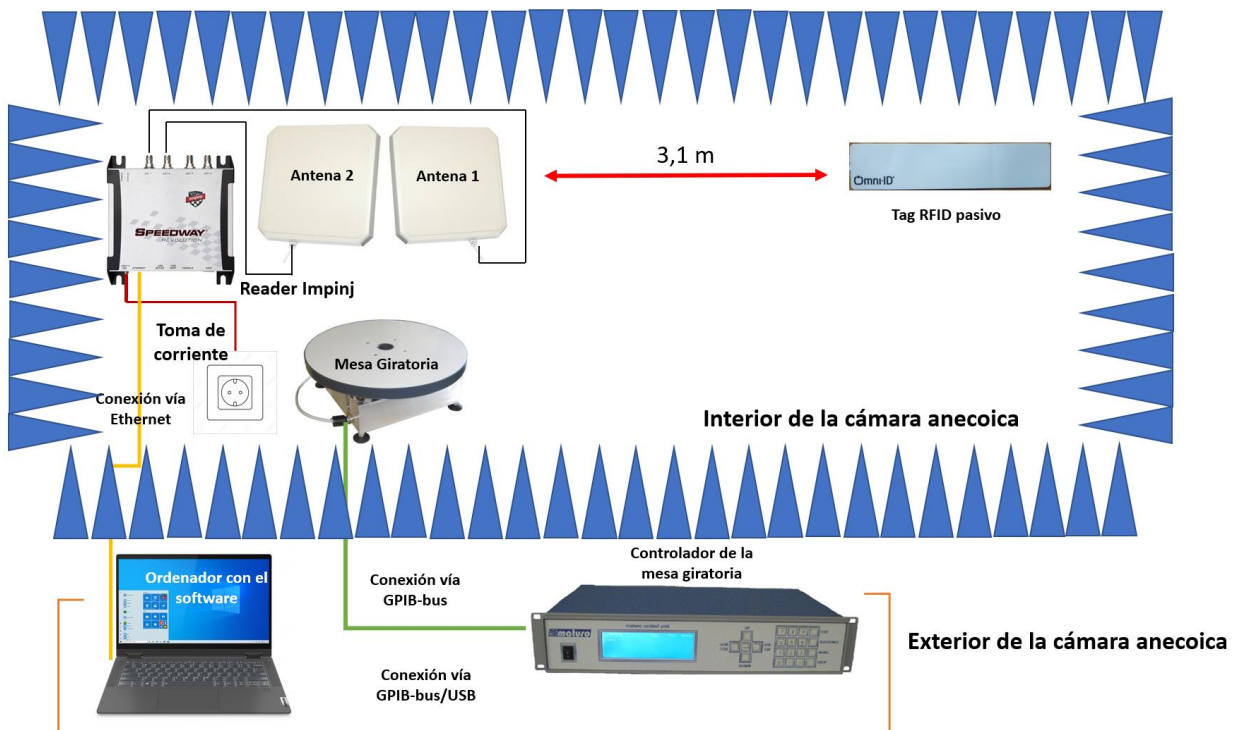 Antena 2
Antena 1
3,1 m
Omni-ID
Tag RFID pasivo
SPEEDWAY
REVOLUTION
Reader Impinj
Toma de
corriente
Mesa Giratoria
Conexión vía
Ethernet
Interior de la cámara anecoica
Controlador de la
mesa giratoria
Ordenador con el
software
Conexión vía
GPIB-bus
maturo
Exterior de la cámara anecoica
Conexión vía
GPIB-bus/USB